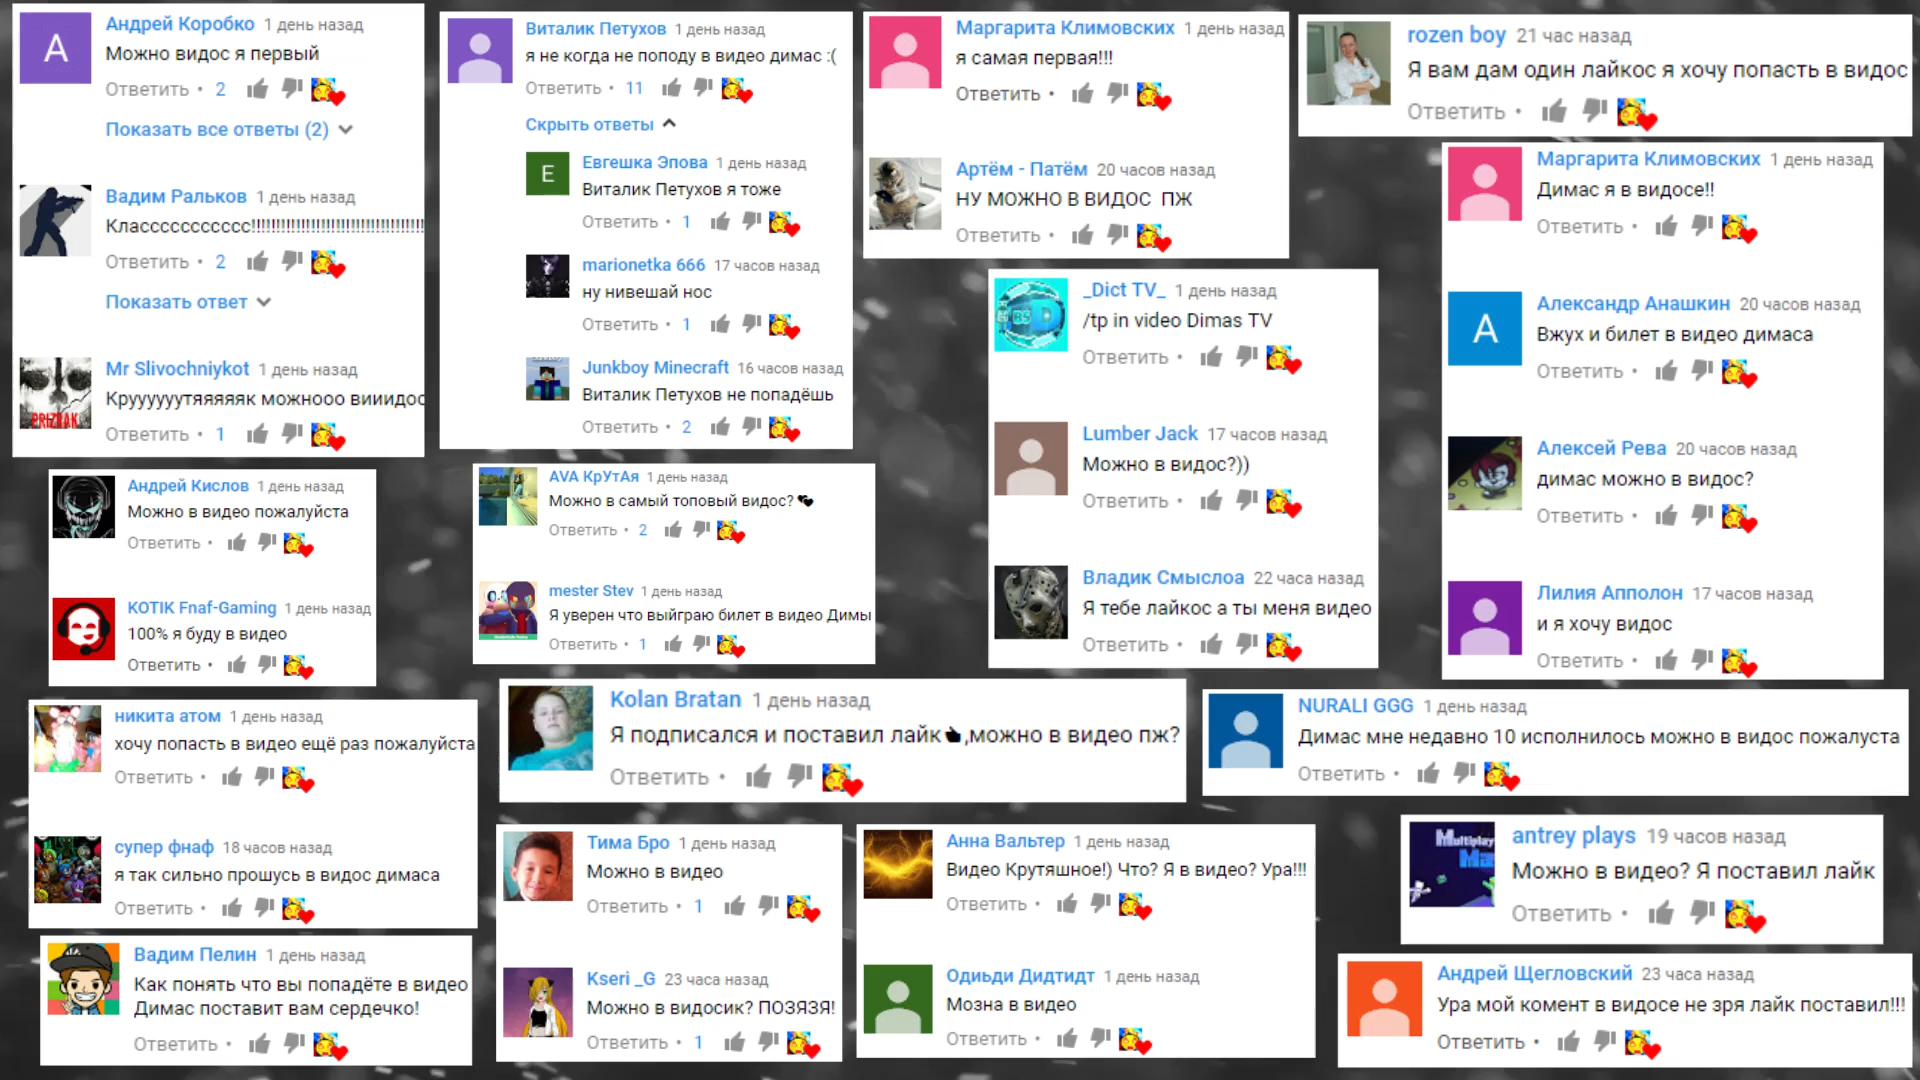 А
Андрей Коробко 1 день назад
Можно видос я первый
Ответить • 2
Показать все ответы (2)
Вадим Ральков 1 день назад
Ответить • 2
Показать ответ
PRIZRAK
Mr Slivochniykot 1 день назад
Круууууутяяяяяк можнооо вииидос
Ответить • 1
Виталик Петухов 1 день назад
я не когда не пополу в видео димас :(
Ответить • 11
Скрыть ответы
Е
Евгешка Эпова 1 день назад
Виталик Петухов я тоже
Ответить • 1
marionetka 666 17 часов назад
ну нивешай нос
Ответить • 1
Junkboy Minecraft 16 часов назад
Виталик Петухов не попадёшь
Ответить • 2
Маргарита Климовских 1 день назад
я самая первая!!!
Ответить •
Артём - Патём 20 часов назад
НУ МОЖНО В ВИДОС ПЖ
Ответить •
rozen boy 21 час назад
Я вам дам один лайкос я хочу попасть в видос
Ответить •
Маргарита Климовских 1 день назад
Димас я в видосе!!
Ответить •
А
Александр Анашкин 20 часов назад
Вжух и билет в видео димаса
Ответить •
Алексей Рева 20 часов назад
димас можно в видос?
Ответить •
Лилия Апполон 17 часов назад
и я хочу видос
Ответить •
_Dict TV_ 1 день назад
/tp in video Dimas TV
Ответить •
Lumber Jack 17 часов назад
Можно в видос?))
Ответить •
Владик Смыслоа 22 часа назад
Я тебе лайкос а ты меня видео
Ответить •
Андрей Кислов 1 день назад
Можно в видео пожалуйста
Ответить •
KOTIK Fnaf-Gaming 1 день назад
100% я буду в видео
Ответить •
AVA КрУтАя 1 день назад
Можно в самый топовый видос?
Ответить • 2
mester Stev 1 день назад
Я уверен что выйграю билет в видео Димы
Ответить • 1
никита атом 1 день назад
хочу попасть в видео ещё раз пожалуйста
Ответить •
супер фнаф 18 часов назад
я так сильно прошусь в видос димаса
Ответить •
Kolan Bratan 1 день назад
Я подписался и поставил лайк,можно в видео пж?
Ответить •
NURALI GGG 1 день назад
Димас мне недавно 10 исполнилось можно в видос пожалуста
Ответить •
Вадим Пелин 1 день назад
Как понять что вы попадёте в видео
Димас поставит вам сердечко!
Ответить •
Тима Бро 1 день назад
Можно в видео
Ответить • 1
Kseri _G 23 часа назад
Можно в видосик? ПОЗЯЗЯ!
Ответить • 1
Анна Вальтер 1 день назад
Видео Крутяшное!) Что? Я в видео? Ура!!!
Ответить •
Одиьди Дидтидт 1 день назад
Мозна в видео
Ответить •
Multiplay
Ma
antrey plays 19 часов назад
Можно в видео? Я поставил лайк
Ответить •
Андрей Щегловский 23 часа назад
Ура мой комент в видосе не зря лайк поставил!!!
Ответить •